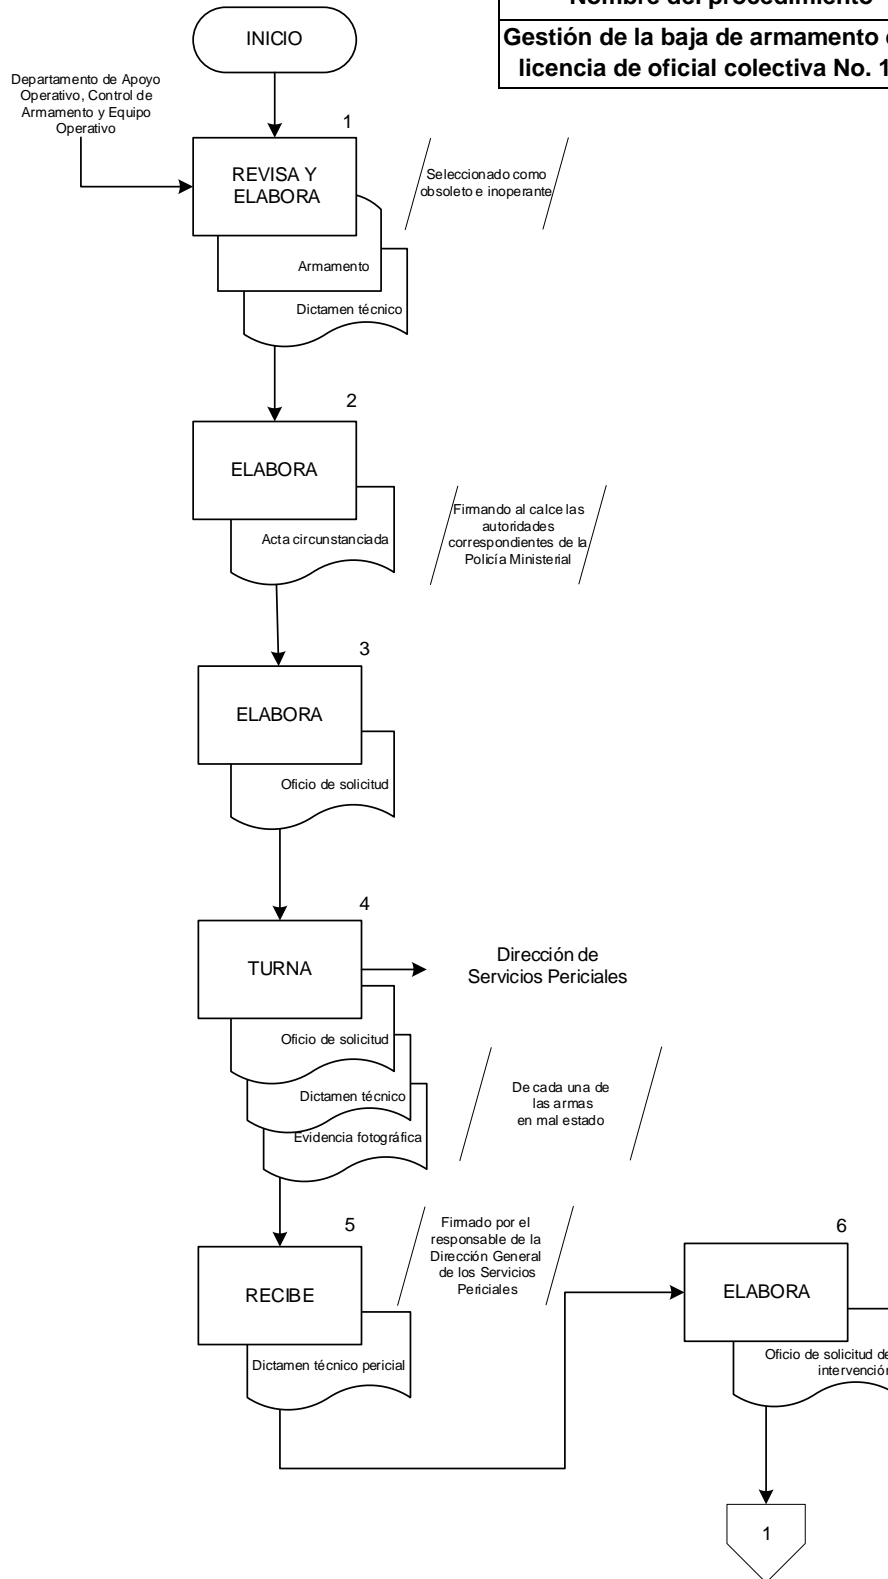 Nombre del procedimiento
Gestión de la baja de armamento
licencia de oficial colectiva No. 1
INICIO
Departamento de Apoyo
Operativo, Control de
Armamento y Equipo
Operativo
1
REVISA Y
ELABORA
Seleccionado como
obsoleto e inoperante
Armamento
Dictamen técnico
2
ELABORA
Acta circunstanciada
Firmando al calce las
autoridades
correspondientes de la
Policía Ministerial
3
ELABORA
Oficio de solicitud
4
TURNA
Dirección de
Servicios Periciales
Oficio de solicitud
Dictamen técnico
Evidencia fotográfica
De cada una de
las armas
en mal estado
5
RECIBE
Firmado por el
responsable de la
Dirección General
de los Servicios
Periciales
Dictamen técnico pericial
6
ELABORA
Oficio de solicitud de
intervención
1